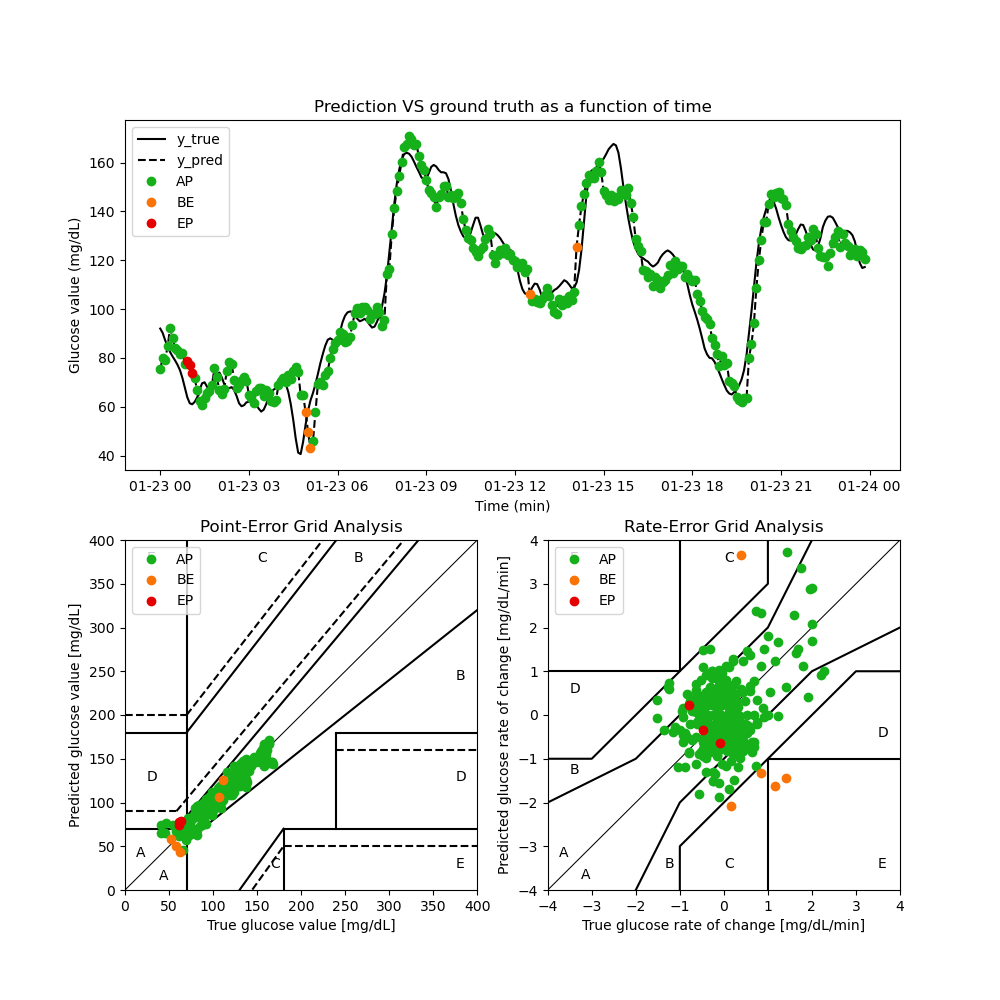 Prediction VS ground truth as a function of time
y_true
y_pred
AP
BE
EP
Glucose value (mg/dL)
160
140
120
100
80
60
40
01-23 00 01-23 03 01-23 06 01-23 09 01-23 12 01-23 15 01-23 18 01-23 21 01-24 00
Time (min)
Point-Error Grid Analysis
Predicted glucose value [mg/dL]
400
350
300
250
200
150
100
50
0
AP
BE
EP
C B
B
D D
A
A
C E
0 50 100 150 200 250 300 350 400
True glucose value [mg/dL]
Rate-Error Grid Analysis
Predicted glucose rate of change [mg/dL/min]
4
3
2
1
0
−1
−2
−3
−4
AP
BE
EP
C
D
D
B
A
A B C E
−4 −3 −2 −1 0 1 2 3 4
True glucose rate of change [mg/dL/min]